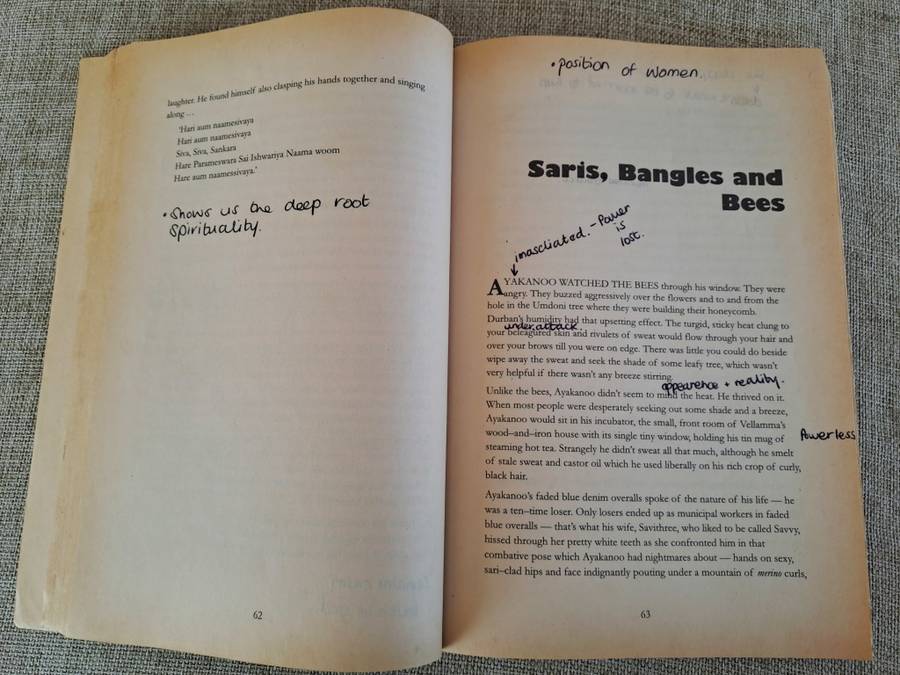 laughter. He found himself also clasping his hands together and singing
along ...
'Hari aum naamesivaya
Hari aum naamesivaya
Siva, Siva, Sankara
Hare Parameswara Sai Ishwariya Naama woom
Hare aum naamessivaya.'
• Shows us the deep root
spirituality.
62
• position of women.
Saris, Bangles and
Bees
imascliated. - Power
is
lost.
AYAKANOO WATCHED THE BEES through his window. They were
angry. They buzzed aggressively over the flowers and to and from the
hole in the Umdoni tree where they were building their honeycomb.
Durban's humidity had that upsetting effect. The turgid, sticky heat clung to
under attack.
your beleagured skin and rivulets of sweat would flow through your hair and
over your brows till you were on edge. There was little you could do beside
wipe away the sweat and seek the shade of some leafy tree, which wasn't
very helpful if there wasn't any breeze stirring.
appearence + reality.
Unlike the bees, Ayakanoo didn't seem to mind the heat. He thrived on it.
When most people were desperately seeking out some shade and a breeze,
Ayakanoo would sit in his incubator, the small, front room of Vellamma's
wood–and–iron house with its single tiny window, holding his tin mug of
Powerless
steaming hot tea. Strangely he didn't sweat all that much, although he smelt
of stale sweat and castor oil which he used liberally on his rich crop of curly,
black hair.
Ayakanoo's faded blue denim overalls spoke of the nature of his life — he
was a ten–time loser. Only losers ended up as municipal workers in faded
blue overalls — that's what his wife, Savithree, who liked to be called Savvy,
hissed through her pretty white teeth as she confronted him in that
combative pose which Ayakanoo had nightmares about — hands on sexy,
sari–clad hips and face indignantly pouting under a mountain of merino curls,
63